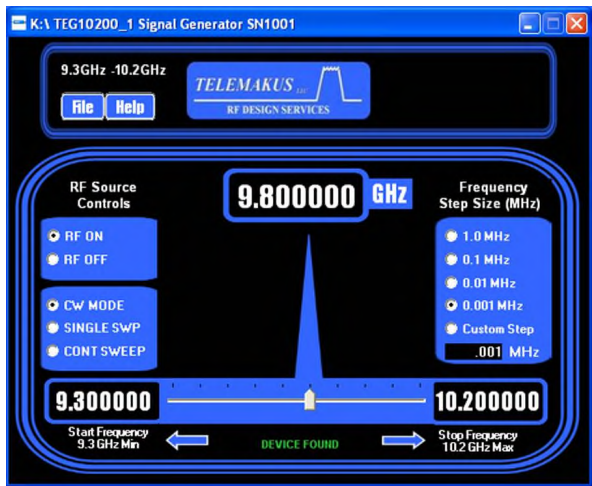 K:\ TEG10200_1 Signal Generator SN1001
9.3GHz -10.2GHz
File Help
TELEMAKUS LLC
RF DESIGN SERVICES
RF Source
Controls
9.800000 GHZ
Frequency
Step Size (MHz)
RF ON
RF OFF
CW MODE
SINGLE SWP
CONT SWEEP
1.0 MHz
0.1 MHz
0.01 MHz
0.001 MHz
Custom Step
.001 MHz
9.300000
10.200000
Start Frequency
9.3 GHz Min
DEVICE FOUND
Stop Frequency
10.2 GHz Max